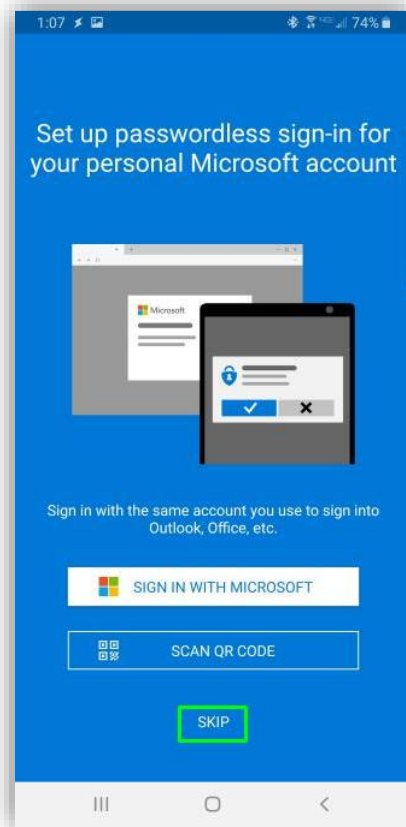 1:07 74%
Set up passwordless sign-in for
your personal Microsoft account
Microsoft
Sign in with the same account you use to sign into
Outlook, Office, etc.
SIGN IN WITH MICROSOFT
SCAN QR CODE
SKIP